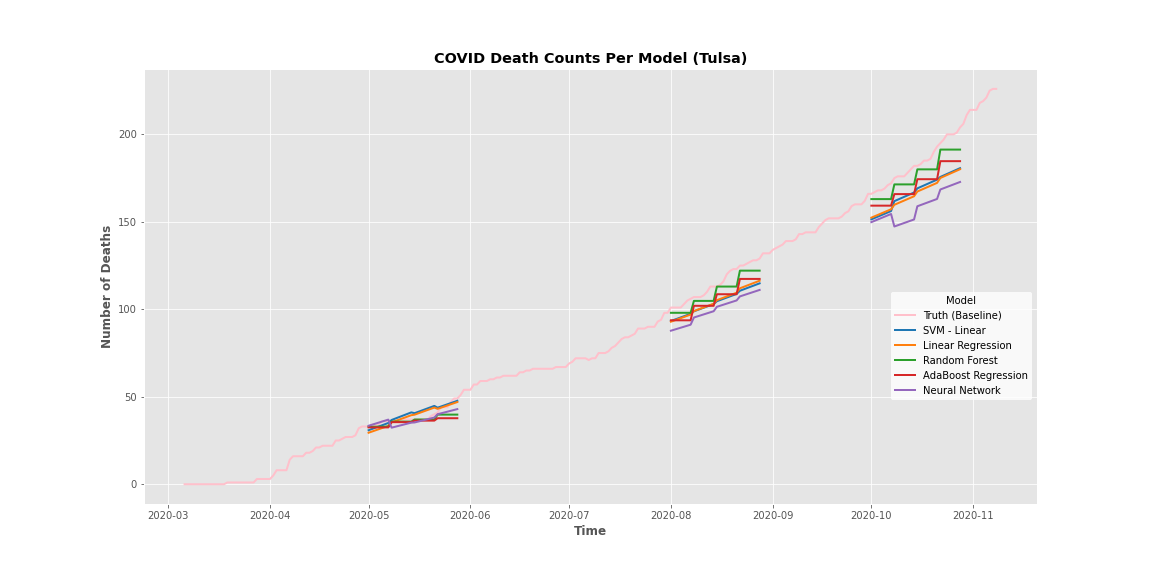 COVID Death Counts Per Model (Tulsa)
Number of Deaths
200
150
100
50
0
Model
Truth (Baseline)
SVM - Linear
Linear Regression
Random Forest
AdaBoost Regression
Neural Network
2020-03 2020-04 2020-05 2020-06 2020-07 2020-08 2020-09 2020-10 2020-11
Time